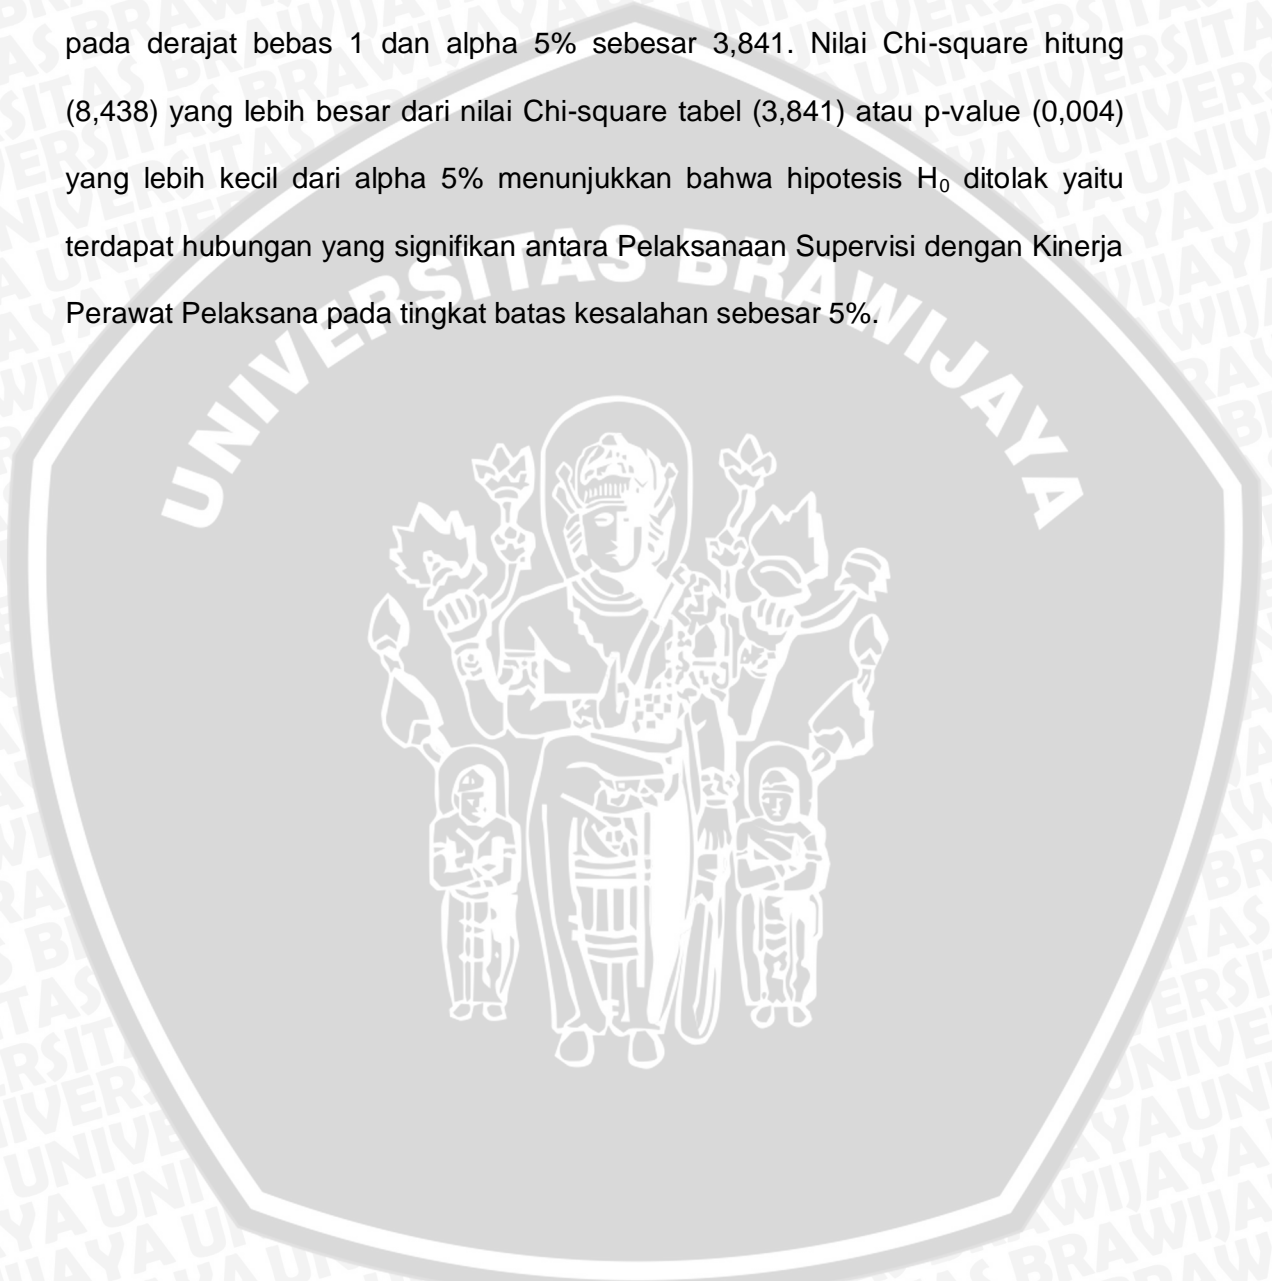 pada derajat bebas 1 dan alpha 5% sebesar 3,841. Nilai Chi-square hitung
(8,438) yang lebih besar dari nilai Chi-square tabel (3,841) atau p-value (0,004)
yang lebih kecil dari alpha 5% menunjukkan bahwa hipotesis H₀ ditolak yaitu
terdapat hubungan yang signifikan antara Pelaksanaan Supervisi dengan Kinerja
Perawat Pelaksana pada tingkat batas kesalahan sebesar 5%.
UNIVERSITAS BRAWIJAYA